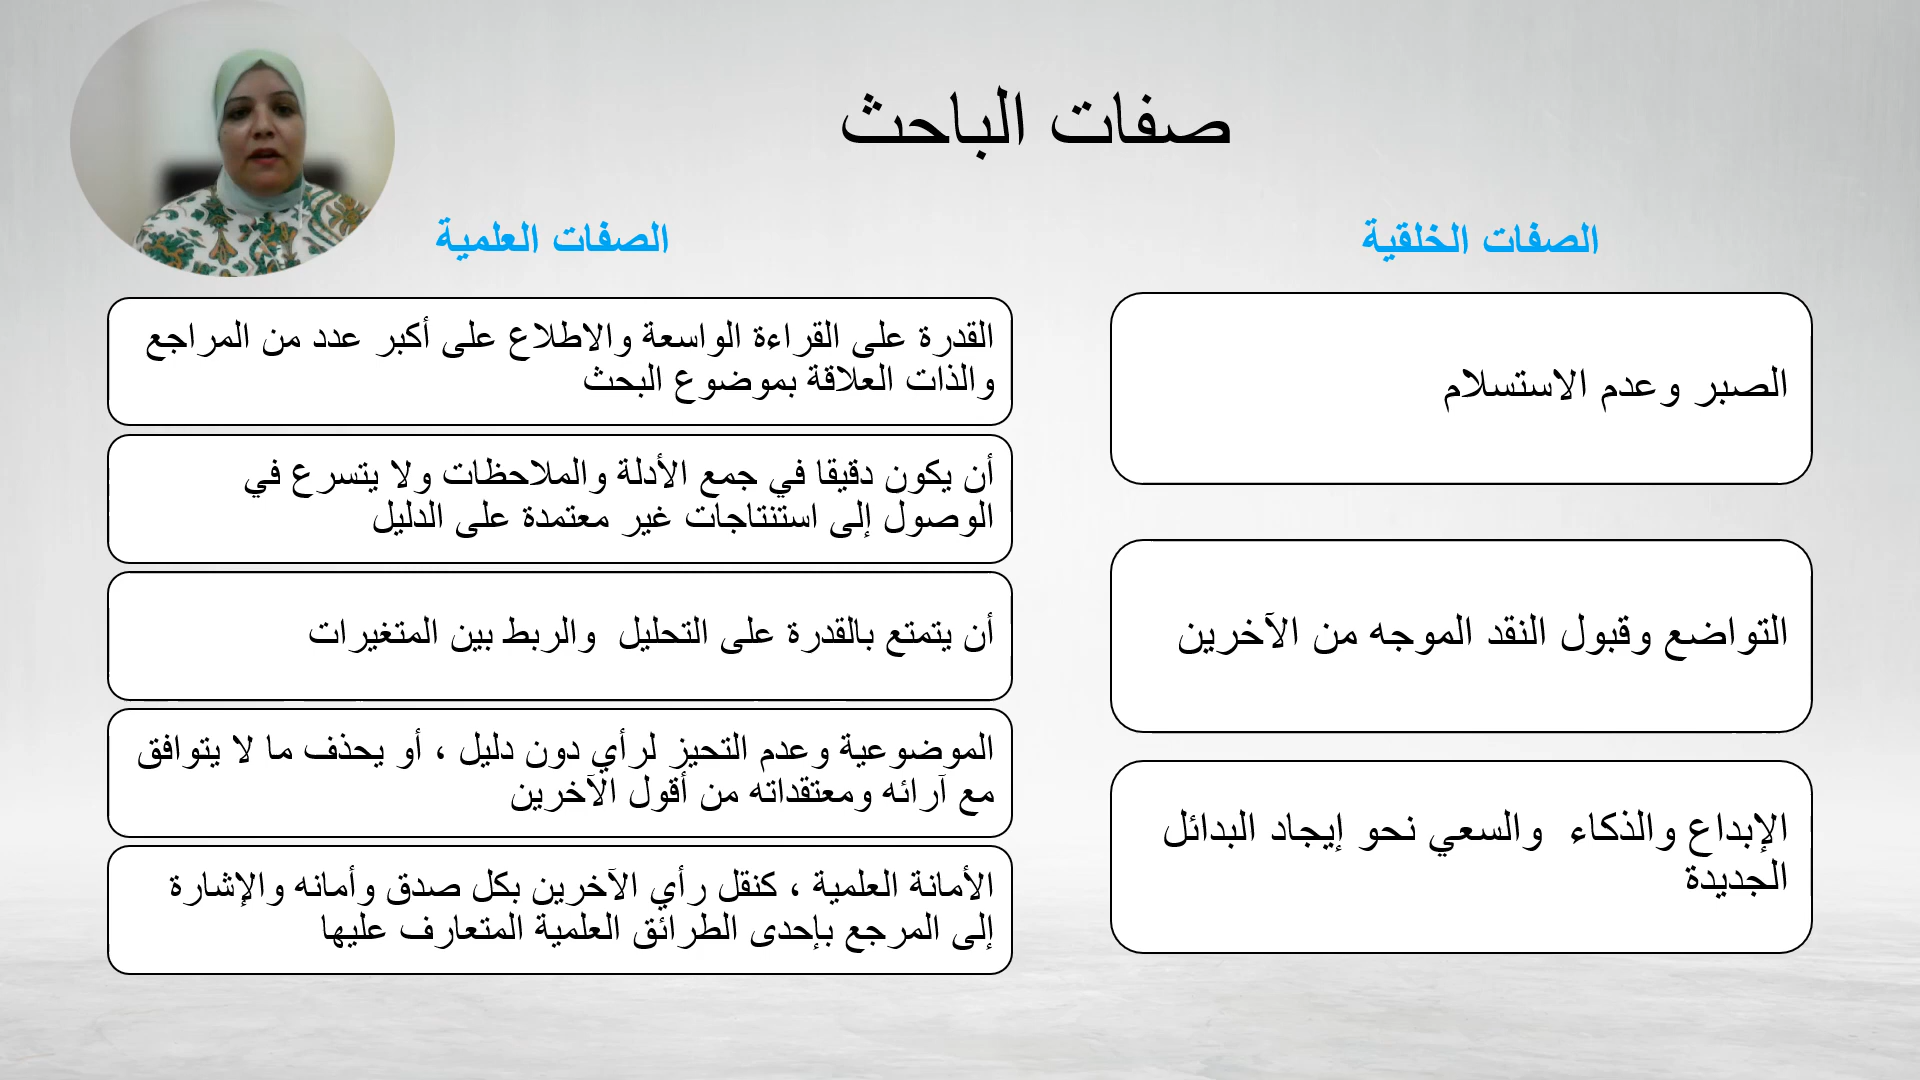 صفات الباحث
الصفات الخلقية
الصبر وعدم الاستسلام
التواضع وقبول النقد الموجه من الآخرين
الإبداع والذكاء والسعي نحو إيجاد البدائل
الجديدة
الصفات العلمية
القدرة على القراءة الواسعة والاطلاع على أكبر عدد من المراجع
والذات العلاقة بموضوع البحث
أن يكون دقيقا في جمع الأدلة والملاحظات ولا يتسرع في
الوصول إلى استنتاجات غير معتمدة على الدليل
أن يتمتع بالقدرة على التحليل والربط بين المتغيرات
الموضوعية وعدم التحيز لرأي دون دليل ، أو يحذف ما لا يتوافق
مع آرائه ومعتقداته من أقول الآخرين
الأمانة العلمية ، كنقل رأي الآخرين بكل صدق وأمانه والإشارة
إلى المرجع بإحدى الطرائق العلمية المتعارف عليها